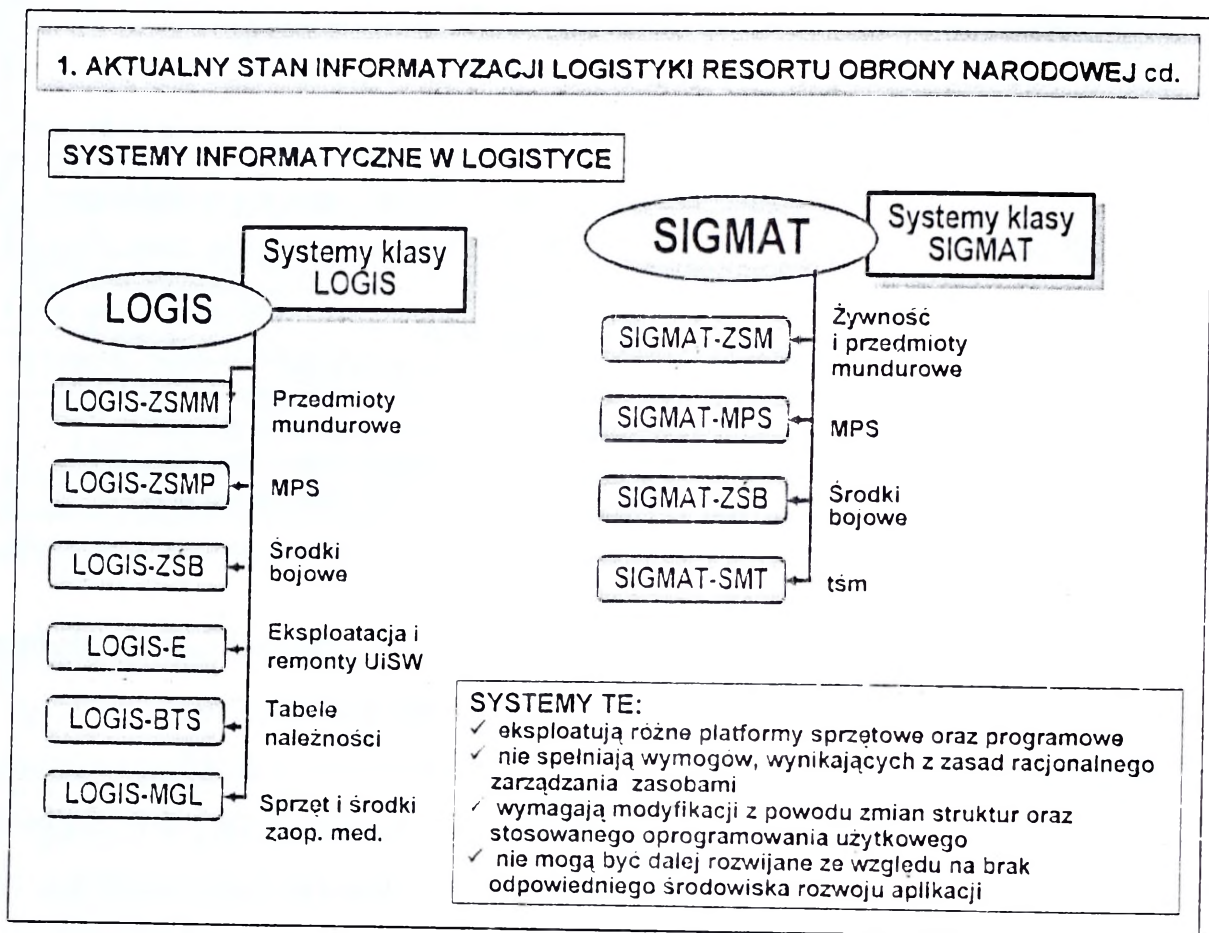 1. AKTUALNY STAN INFORMATYZACJI LOGISTYKI RESORTU OBRONY NARODOWEJ cd.
SYSTEMY INFORMATYCZNE W LOGISTYCE
Systemy klasy
LOGIS
LOGIS
LOGIS-ZSMM
Przedmioty
mundurowe
LOGIS-ZSMP
MPS
LOGIS-ZŚB
Środki
bojowe
LOGIS-E
Eksploatacja i
remonty UiSW
LOGIS-BTS
Tabele
należności
LOGIS-MGL
Sprzęt i środki
zaop. med.
SIGMAT
Systemy klasy
SIGMAT
SIGMAT-ZSM
Żywność
i przedmioty
mundurowe
SIGMAT-MPS
MPS
SIGMAT-ZŚB
Środki
bojowe
SIGMAT-SMT
tśm
SYSTEMY TE:
✓ eksploatują różne platformy sprzętowe oraz programowe
✓ nie spełniają wymogów, wynikających z zasad racjonalnego
zarządzania zasobami
✓ wymagają modyfikacji z powodu zmian struktur oraz
stosowanego oprogramowania użytkowego
✓ nie mogą być dalej rozwijane ze względu na brak
odpowiedniego środowiska rozwoju aplikacji